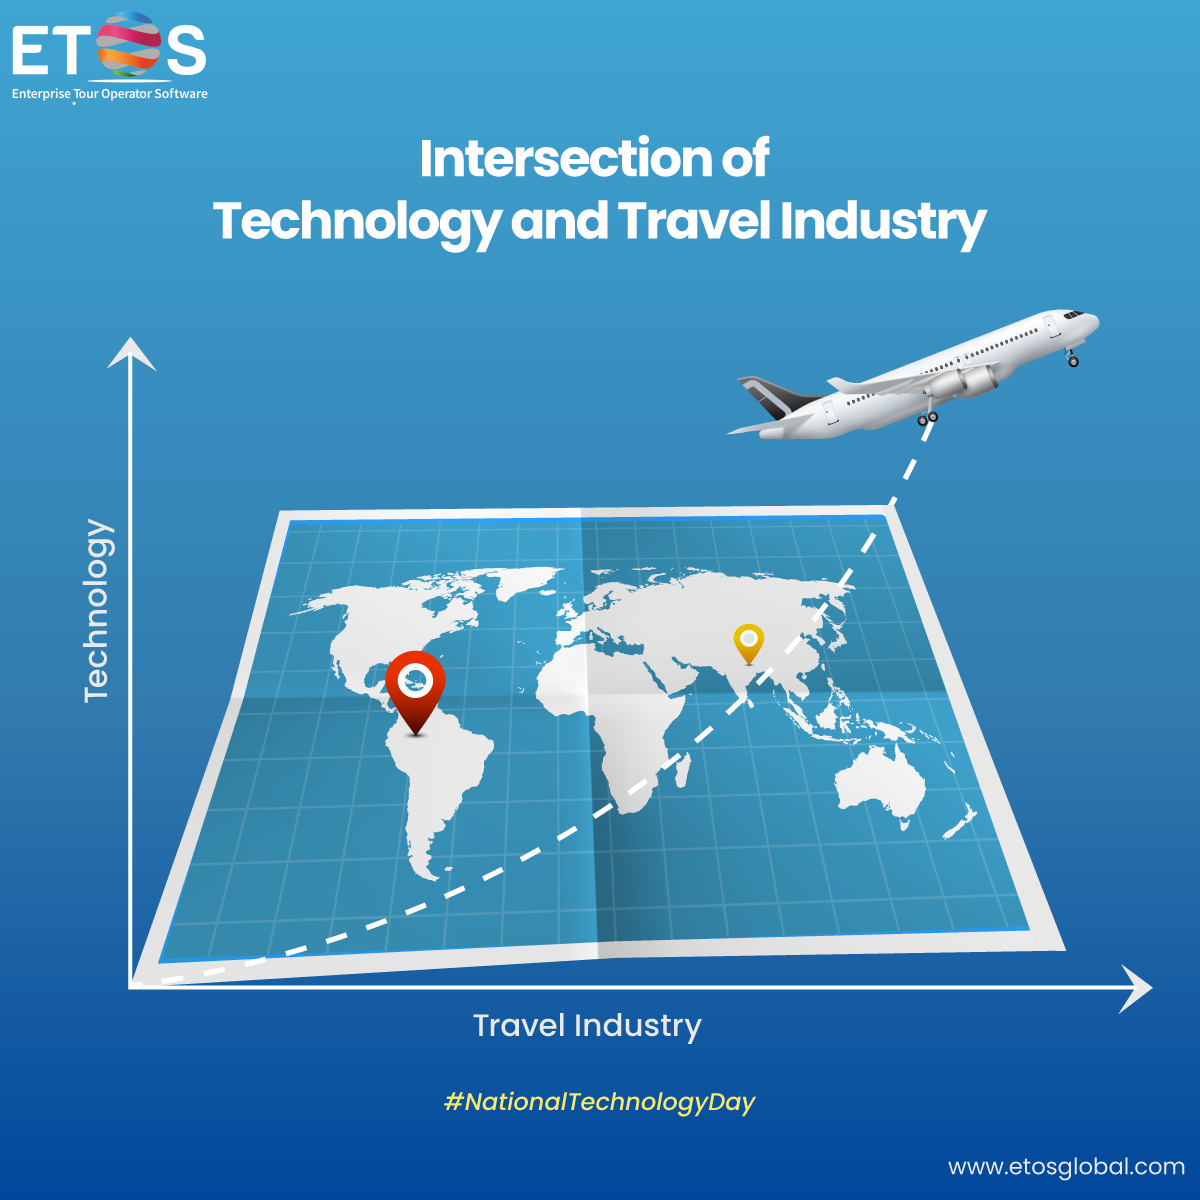 ETOS
Enterprise Tour Operator Software
Intersection of
Technology and Travel Industry
Technology
Travel Industry
#NationalTechnologyDay
www.etosglobal.com